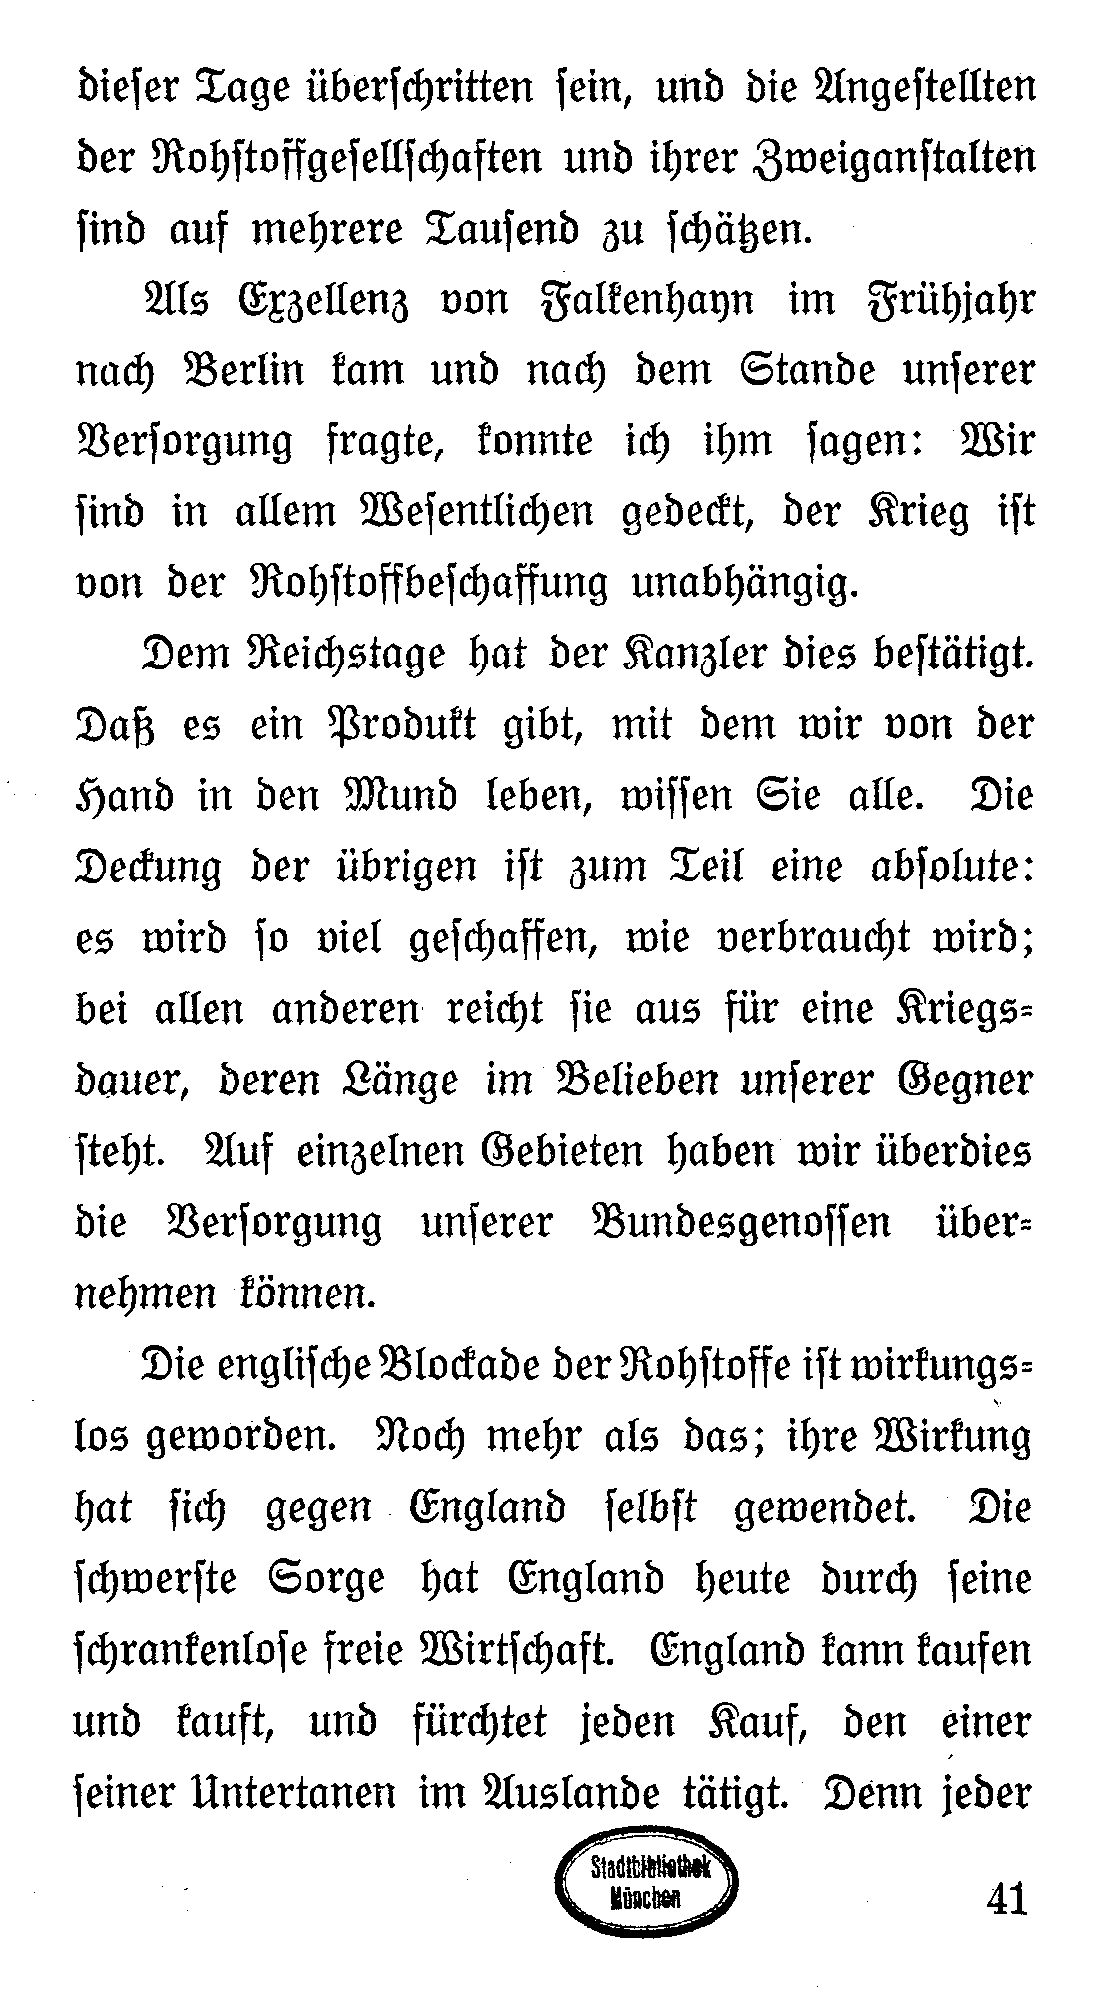 dieſer Tage überſchritten ſein, und die Angeſtellten
der Rohſtoffgeſellſchaften und ihrer Zweiganſtalten
ſind auf mehrere Tauſend zu ſchätzen.
Als Exzellenz von Falkenhayn im Frühjahr
nach Berlin kam und nach dem Stande unſerer
Verſorgung fragte, konnte ich ihm ſagen: Wir
ſind in allem Weſentlichen gedeckt, der Krieg iſt
von der Rohſtoffbeſchaffung unabhängig.
Dem Reichstage hat der Kanzler dies beſtätigt.
Daß es ein Produkt gibt, mit dem wir von der
Hand in den Mund leben, wiſſen Sie alle. Die
Deckung der übrigen iſt zum Teil eine abſolute:
es wird ſo viel geſchaffen, wie verbraucht wird;
bei allen anderen reicht ſie aus für eine Kriegs⸗
dauer, deren Länge im Belieben unſerer Gegner
ſteht. Auf einzelnen Gebieten haben wir überdies
die Verſorgung unſerer Bundesgenoſſen über⸗
nehmen können.
Die engliſche Blockade der Rohſtoffe iſt wirkungs⸗
los geworden. Noch mehr als das; ihre Wirkung
hat ſich gegen England ſelbſt gewendet. Die
ſchwerſte Sorge hat England heute durch ſeine
ſchrankenloſe freie Wirtſchaft. England kann kaufen
und kauft, und fürchtet jeden Kauf, den einer
ſeiner Untertanen im Auslande tätigt. Denn jeder
Stadtbibliothek
München
41